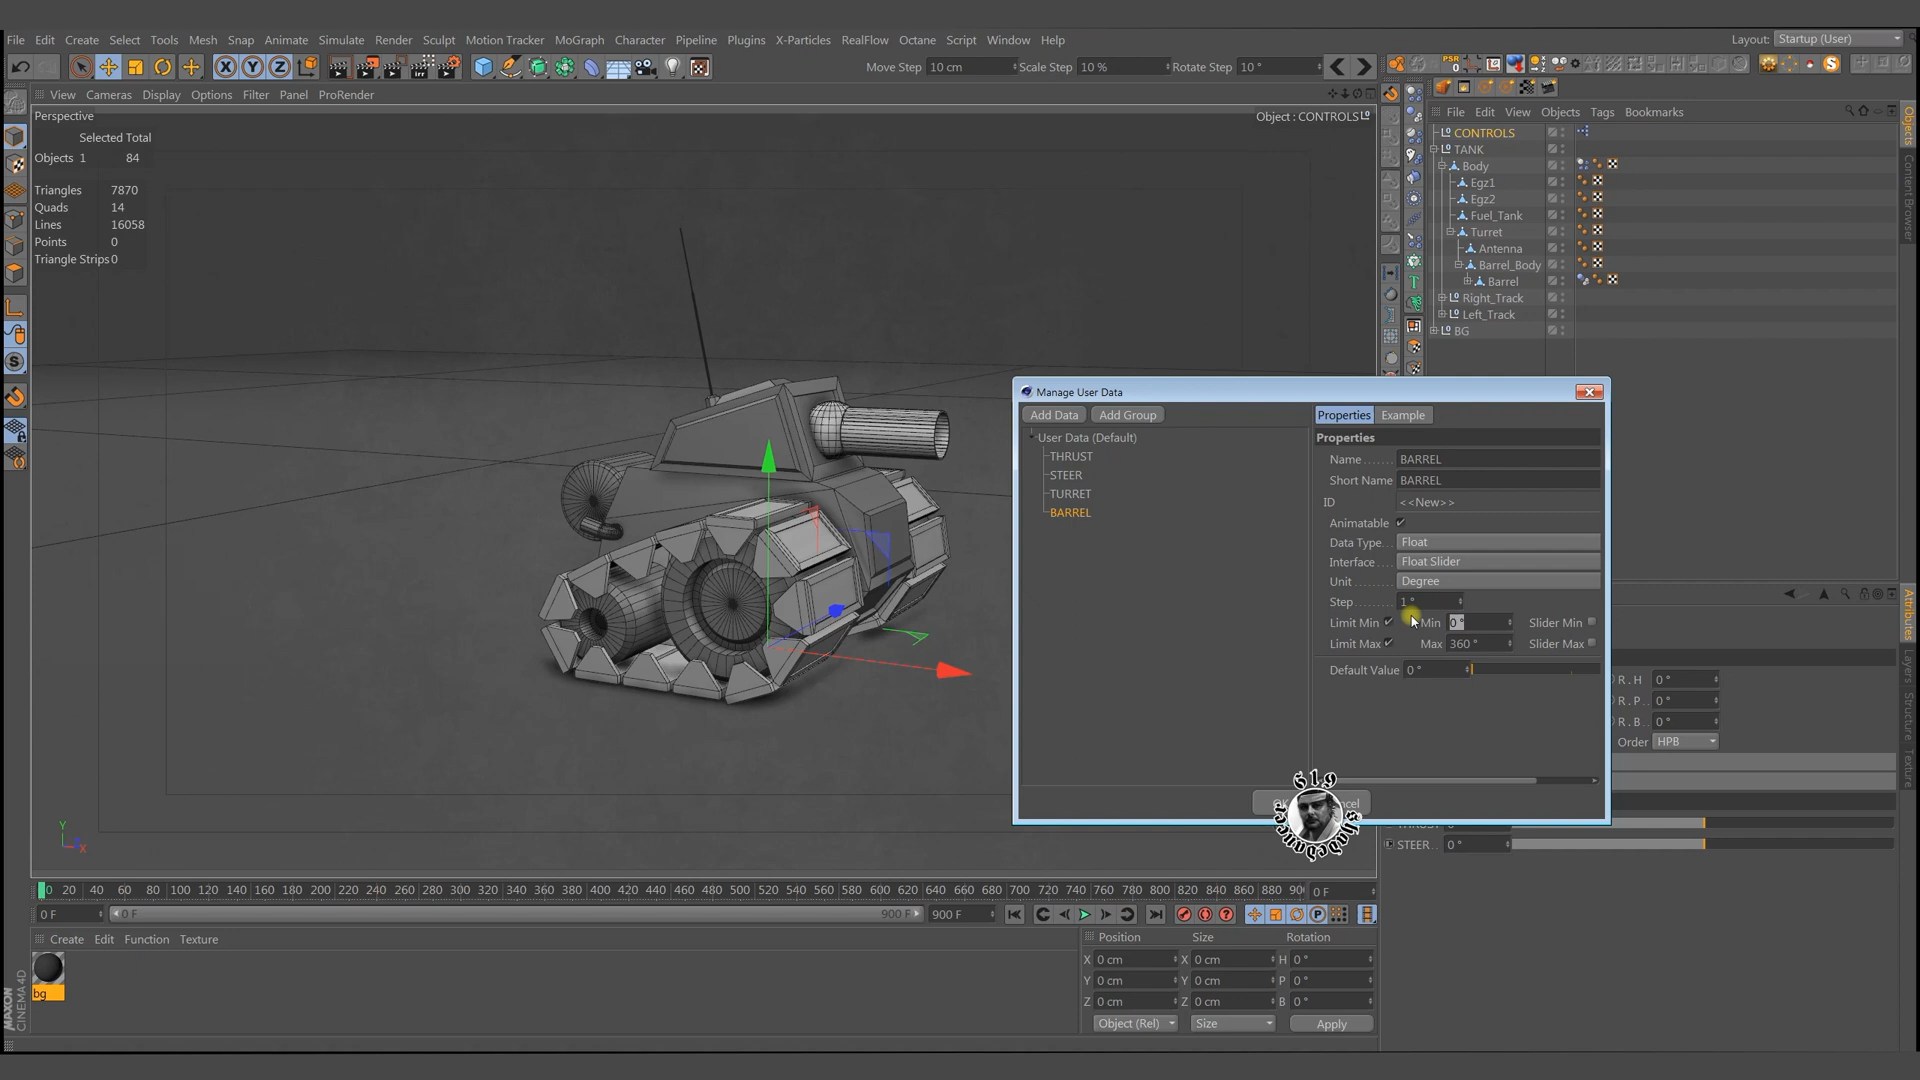 File Edit Create Select Tools Mesh Snap Animate Simulate Render Sculpt Motion Tracker MoGraph Character Pipeline Plugins X-Particles RealFlow Octane Script Window Help
Layout: Startup (User)
X Y Z
Move Step 10 cm Scale Step 10 % Rotate Step 10 ° PSR
View Cameras Display Options Filter Panel ProRender
Perspective
Object : CONTROLS
Selected Total
Objects 1 84
Triangles 7870
Quads 14
Lines 16058
Points 0
Triangle Strips 0
File Edit View Objects Tags Bookmarks
CONTROLS
TANK
Body
Egz1
Egz2
Fuel_Tank
Turret
Antenna
Barrel_Body
Barrel
Right_Track
Left_Track
BG
Objects
Content Browser
Manage User Data
Add Data Add Group
User Data (Default)
THRUST
STEER
TURRET
BARREL
Properties Example
Properties
Name BARREL
Short Name BARREL
ID <<New>>
Animatable
Data Type Float
Interface Float Slider
Unit Degree
Step 1 °
Limit Min Min 0 ° Slider Min
Limit Max Max 360 ° Slider Max
Default Value 0 °
R . H 0 °
R . P 0 °
R . B 0 °
Order HPB
STEER 0 °
Attributes
Layers
Structure
Texture
Y
X
0 20 40 60 80 100 120 140 160 180 200 220 240 260 280 300 320 340 360 380 400 420 440 460 480 500 520 540 560 580 600 620 640 660 680 700 720 740 760 780 800 820 840 860 880 90 0 F
0 F 0 F 900 F 900 F
Create Edit Function Texture
bg
Position Size Rotation
X 0 cm X 0 cm H 0 °
Y 0 cm Y 0 cm P 0 °
Z 0 cm Z 0 cm B 0 °
Object (Rel) Size Apply
MAXON
CINEMA 4D